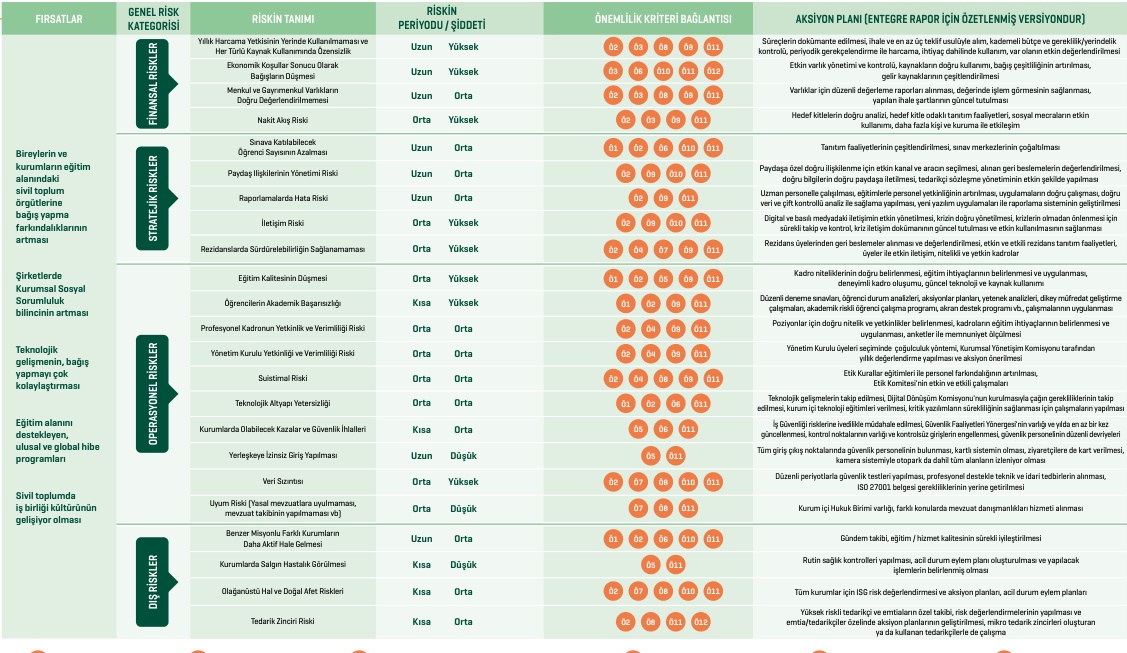 FIRSATLAR
GENEL RİSK
KATEGORİSİ
RİSKİN TANIMI
RİSKİN
PERİYODU / ŞİDDETİ
ÖNEMLİLİK KRİTERİ BAĞLANTISI
AKSİYON PLANI (ENTEGRE RAPOR İÇİN ÖZETLENMİŞ VERSİYONDUR)
Bireylerin ve
kurumların eğitim
alanındaki
sivil toplum
örgütlerine
bağış yapma
farkındalıklarının
artması
Şirketlerde
Kurumsal Sosyal
Sorumluluk
bilincinin artması
Teknolojik
gelişmenin, bağış
yapmayı çok
kolaylaştırması
Eğitim alanını
destekleyen,
ulusal ve global hibe
programları
Sivil toplumda
iş birliği kültürünün
gelişiyor olması
FİNANSAL RİSKLER
Yıllık Harcama Yetkisinin Yerinde Kullanılmaması ve
Her Türlü Kaynak Kullanımında Özensizlik
Uzun Yüksek
Ö2 Ö3 Ö8 Ö9 Ö11
Süreçlerin dokümante edilmesi, ihale ve en az üç teklif usulüyle alım, kademeli bütçe ve gereklilik/yerindelik
kontrolü, periyodik gerekçelendirme ile harcama, ihtiyaç dahilinde kullanım, var olanın etkin değerlendirilmesi
Ekonomik Koşullar Sonucu Olarak
Bağışların Düşmesi
Uzun Yüksek
Ö3 Ö6 Ö10 Ö11 Ö12
Etkin varlık yönetimi ve kontrolü, kaynakların doğru kullanımı, bağış çeşitliliğinin artırılması,
gelir kaynaklarının çeşitlendirilmesi
Menkul ve Gayrımenkul Varlıkların
Doğru Değerlendirilmemesi
Uzun Orta
Ö2 Ö3 Ö8 Ö9 Ö11
Varlıklar için düzenli değerleme raporları alınması, değerinde işlem görmesinin sağlanması,
yapılan ihale şartlarının güncel tutulması
Nakit Akış Riski
Orta Yüksek
Ö2 Ö3 Ö9 Ö11
Hedef kitlelerin doğru analizi, hedef kitle odaklı tanıtım faaliyetleri, sosyal mecraların etkin
kullanımı, daha fazla kişi ve kuruma ile etkileşim
STRATEJİK RİSKLER
Sınava Katılabilecek
Öğrenci Sayısının Azalması
Uzun Orta
Ö1 Ö2 Ö6 Ö10 Ö11
Tanıtım faaliyetlerinin çeşitlendirilmesi, sınav merkezlerinin çoğaltılması
Paydaş İlişkilerinin Yönetimi Riski
Uzun Orta
Ö2 Ö9 Ö10 Ö11
Paydaşa özel doğru ilişkilenme için etkin kanal ve aracın seçilmesi, alınan geri beslemelerin değerlendirilmesi,
doğru bilgilerin doğru paydaşa iletilmesi, tedarikçi sözleşme yönetiminin etkin şekilde yapılması
Raporlamalarda Hata Riski
Uzun Orta
Ö2 Ö9 Ö11
Uzman personelle çalışılması, eğitimlerle personel yetkinliğinin artırılması, uygulamaların doğru çalışması, doğru
veri ve çift kontrollü analiz ile sağlama yapılması, yeni yazılım uygulamaları ile raporlama sisteminin geliştirilmesi
İletişim Riski
Orta Yüksek
Ö2 Ö9 Ö10 Ö11
Digital ve basılı medyadaki iletişimin etkin yönetilmesi, krizin doğru yönetilmesi, krizlerin olmadan önlenmesi için
sürekli takip ve kontrol, kriz iletişim dokümanının güncel tutulması ve etkin kullanılmasının sağlanması
Rezidanslarda Sürdürelebilirliğin Sağlanamaması
Orta Yüksek
Ö2 Ö4 Ö7 Ö9 Ö11
Rezidans üyelerinden geri beslemeler alınması ve değerlendirilmesi, etkin ve etkili rezidans tanıtım faaliyetleri,
üyeler ile etkin iletişim, nitelikli ve yetkin kadrolar
OPERASYONEL RİSKLER
Eğitim Kalitesinin Düşmesi
Orta Yüksek
Ö1 Ö2 Ö5 Ö9 Ö11
Kadro niteliklerinin doğru belirlenmesi, eğitim ihtiyaçlarının belirlenmesi ve uygulanması,
deneyimli kadro oluşumu, güncel teknoloji ve kaynak kullanımı
Öğrencilerin Akademik Başarısızlığı
Kısa Yüksek
Ö1 Ö2 Ö9 Ö11
Düzenli deneme sınavları, öğrenci durum analizleri, aksiyonlar planları, yetenek analizleri, dikey müfredat geliştirme
çalışmaları, akademik riskli öğrenci çalışma programı, akran destek programı vb., çalışmalarının uygulanması
Profesyonel Kadronun Yetkinlik ve Verimliliği Riski
Orta Orta
Ö2 Ö4 Ö9 Ö11
Pozisyonlar için doğru nitelik ve yetkinlikler belirlenmesi, kadroların eğitim ihtiyaçlarının belirlenmesi ve
uygulanması, anketler ile memnuniyet ölçülmesi
Yönetim Kurulu Yetkinliği ve Verimliliği Riski
Orta Orta
Ö2 Ö4 Ö9 Ö11
Yönetim Kurulu üyeleri seçiminde çoğulculuk yöntemi, Kurumsal Yönetişim Komisyonu tarafından
yıllık değerlendirme yapılması ve aksiyon önerilmesi
Suistimal Riski
Orta Orta
Ö2 Ö4 Ö8 Ö9 Ö11
Etik Kurallar eğitimleri ile personel farkındalığının artırılması,
Etik Komitesi'nin etkin ve etkili çalışmaları
Teknolojik Altyapı Yetersizliği
Orta Orta
Ö1 Ö2 Ö6 Ö11
Teknolojik gelişmelerin takip edilmesi, Dijital Dönüşüm Komisyonu'nun kurulmasıyla çağın gerekliliklerinin takip
edilmesi, kurum içi teknoloji eğitimleri verilmesi, kritik yazılımların sürekliliğinin sağlanması için çalışmaların yapılması
Kurumlarda Olabilecek Kazalar ve Güvenlik İhlalleri
Kısa Orta
Ö5 Ö6 Ö11
İş Güvenliği risklerine ivedilikle müdahale edilmesi, Güvenlik Faaliyetleri Yönergesi'nin varlığı ve yılda en az bir kez
güncellenmesi, kontrol noktalarının varlığı ve kontrolsüz girişlerin engellenmesi, güvenlik personelinin düzenli devriyeleri
Yerleşkeye İzinsiz Giriş Yapılması
Uzun Düşük
Ö5 Ö11
Tüm giriş çıkış noktalarında güvenlik personelinin bulunması, kartlı sistemin olması, ziyaretçilere de kart verilmesi,
kamera sistemiyle otopark da dahil tüm alanların izleniyor olması
Veri Sızıntısı
Orta Yüksek
Ö2 Ö7 Ö8 Ö10 Ö11
Düzenli periyotlarla güvenlik testleri yapılması, profesyonel destekle teknik ve idari tedbirlerin alınması,
ISO 27001 belgesi gerekliliklerinin yerine getirilmesi
Uyum Riski (Yasal mevzuatlara uyulmaması,
mevzuat takibinin yapılmaması vb)
Orta Düşük
Ö7 Ö8 Ö11
Kurum içi Hukuk Birimi varlığı, farklı konularda mevzuat danışmanlıkları hizmeti alınması
DIŞ RİSKLER
Benzer Misyonlu Farklı Kurumların
Daha Aktif Hale Gelmesi
Uzun Orta
Ö1 Ö2 Ö6 Ö10 Ö11
Gündem takibi, eğitim / hizmet kalitesinin sürekli iyileştirilmesi
Kurumlarda Salgın Hastalık Görülmesi
Kısa Düşük
Ö5 Ö11
Rutin sağlık kontrolleri yapılması, acil durum eylem planı oluşturulması ve yapılacak
işlemlerin belirlenmiş olması
Olağanüstü Hal ve Doğal Afet Riskleri
Kısa Orta
Ö2 Ö7 Ö8 Ö10 Ö11
Tüm kurumlar için ISG risk değerlendirmesi ve aksiyon planları, acil durum eylem planları
Tedarik Zinciri Riski
Kısa Orta
Ö2 Ö8 Ö11 Ö12
Yüksek riskli tedarikçi ve emtiaların özel takibi, risk değerlendirmelerinin yapılması ve
emtia/tedarikçiler özelinde aksiyon planlarının geliştirilmesi, mikro tedarik zincirleri oluşturan
ya da kullanan tedarikçilerle de çalışma